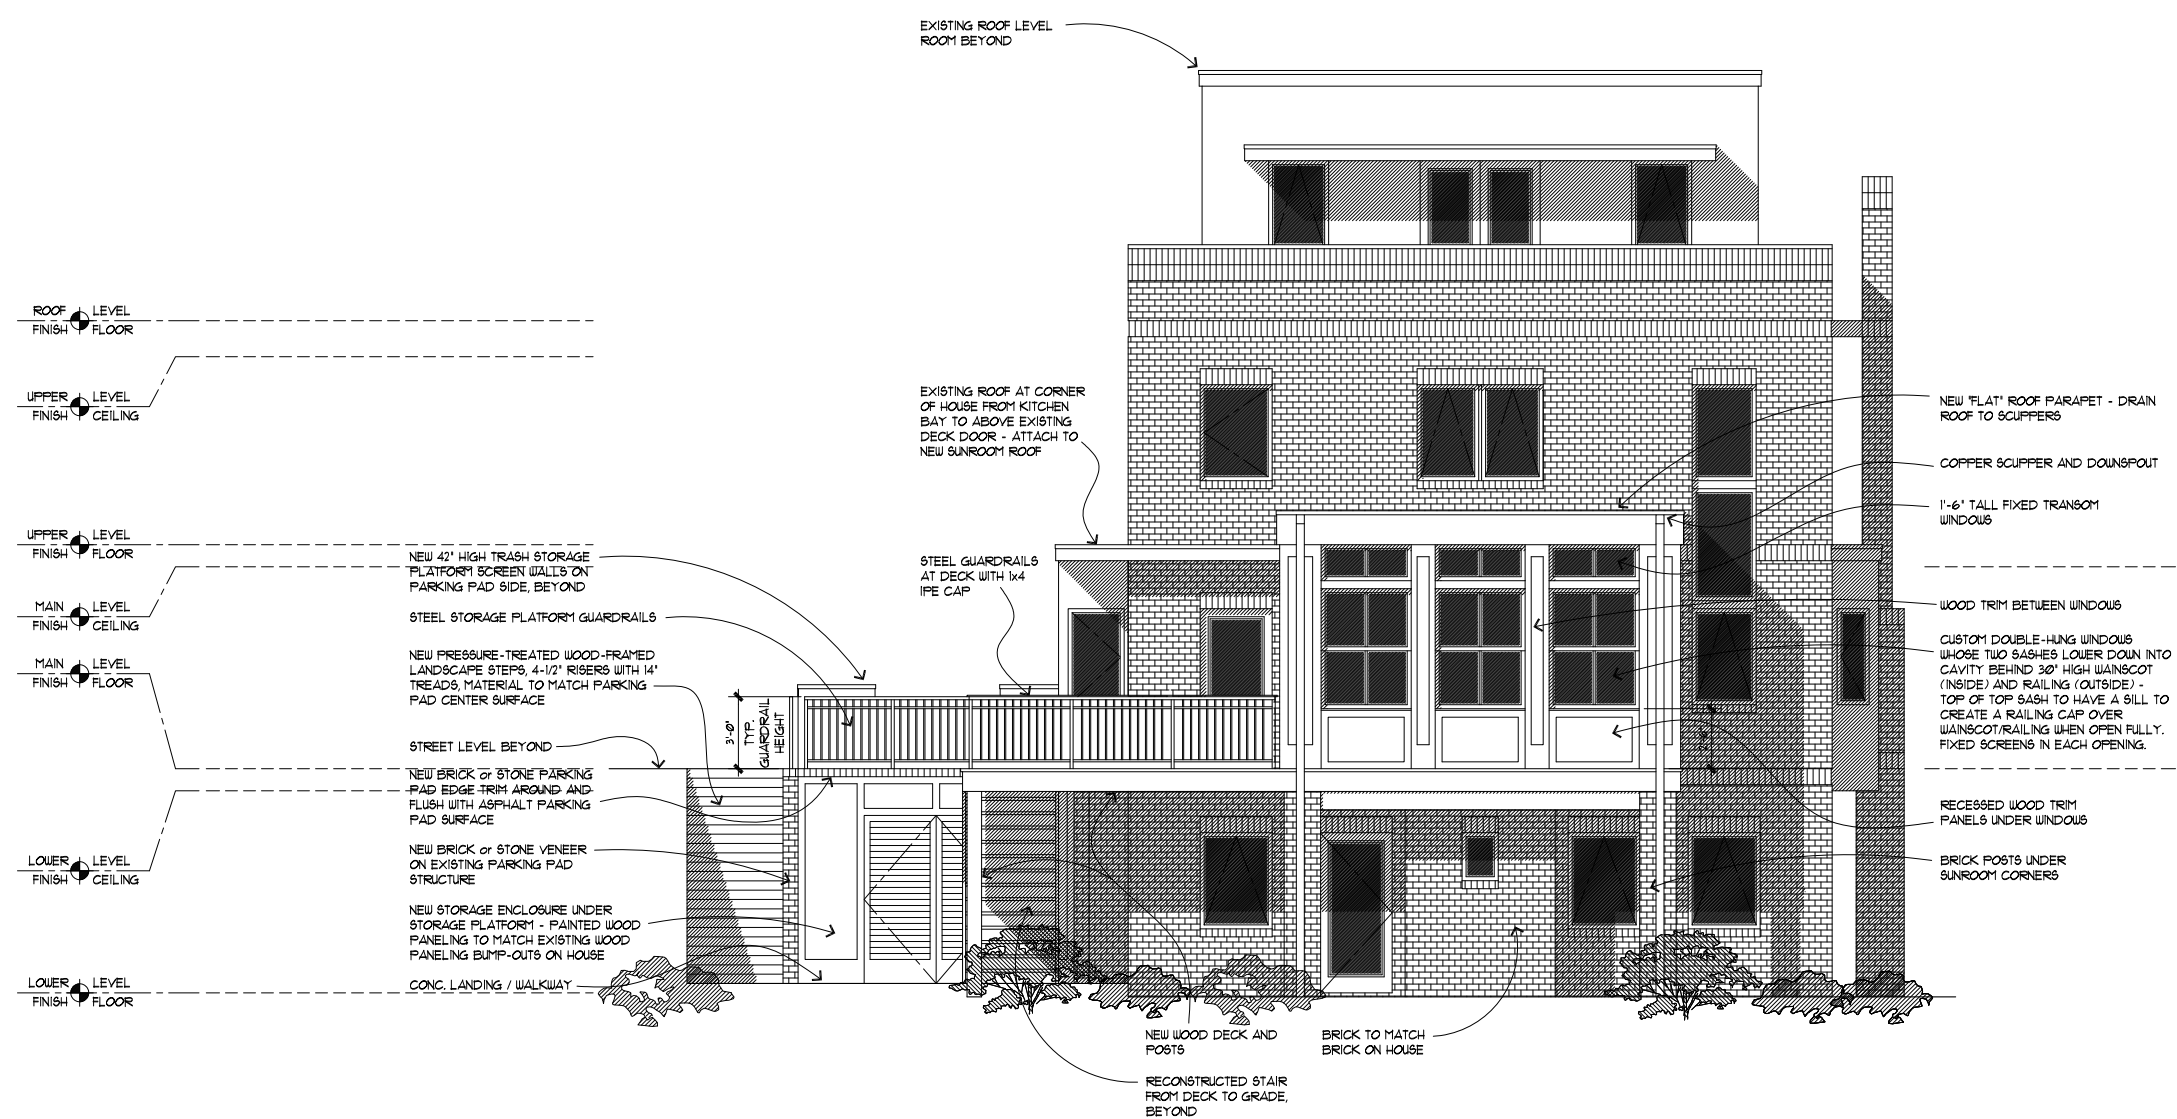 EXISTING ROOF LEVEL
ROOM BEYOND
ROOF LEVEL
FINISH FLOOR
UPPER LEVEL
FINISH CEILING
UPPER LEVEL
FINISH FLOOR
MAIN LEVEL
FINISH CEILING
MAIN LEVEL
FINISH FLOOR
LOWER LEVEL
FINISH CEILING
LOWER LEVEL
FINISH FLOOR
NEW 42" HIGH TRASH STORAGE
PLATFORM SCREEN WALLS ON
PARKING PAD SIDE, BEYOND
STEEL STORAGE PLATFORM GUARDRAILS
NEW PRESSURE-TREATED WOOD-FRAMED
LANDSCAPE STEPS, 4-1/2" RISERS WITH 14"
TREADS, MATERIAL TO MATCH PARKING
PAD CENTER SURFACE
STREET LEVEL BEYOND
NEW BRICK or STONE PARKING
PAD EDGE TRIM AROUND AND
FLUSH WITH ASPHALT PARKING
PAD SURFACE
NEW BRICK or STONE VENEER
ON EXISTING PARKING PAD
STRUCTURE
NEW STORAGE ENCLOSURE UNDER
STORAGE PLATFORM - PAINTED WOOD
PANELING TO MATCH EXISTING WOOD
PANELING BUMP-OUTS ON HOUSE
CONC. LANDING / WALKWAY
3'-0"
TYP.
GUARDRAIL
HEIGHT
EXISTING ROOF AT CORNER
OF HOUSE FROM KITCHEN
BAY TO ABOVE EXISTING
DECK DOOR - ATTACH TO
NEW SUNROOM ROOF
STEEL GUARDRAILS
AT DECK WITH 1x4
IPE CAP
NEW WOOD DECK AND
POSTS
RECONSTRUCTED STAIR
FROM DECK TO GRADE,
BEYOND
BRICK TO MATCH
BRICK ON HOUSE
NEW "FLAT" ROOF PARAPET - DRAIN
ROOF TO SCUPPERS
COPPER SCUPPER AND DOWNSPOUT
1'-6" TALL FIXED TRANSOM
WINDOWS
WOOD TRIM BETWEEN WINDOWS
CUSTOM DOUBLE-HUNG WINDOWS
WHOSE TWO SASHES LOWER DOWN INTO
CAVITY BEHIND 30" HIGH WAINSCOT
(INSIDE) AND RAILING (OUTSIDE) -
TOP OF TOP SASH TO HAVE A SILL TO
CREATE A RAILING CAP OVER
WAINSCOT/RAILING WHEN OPEN FULLY.
FIXED SCREENS IN EACH OPENING.
RECESSED WOOD TRIM
PANELS UNDER WINDOWS
BRICK POSTS UNDER
SUNROOM CORNERS